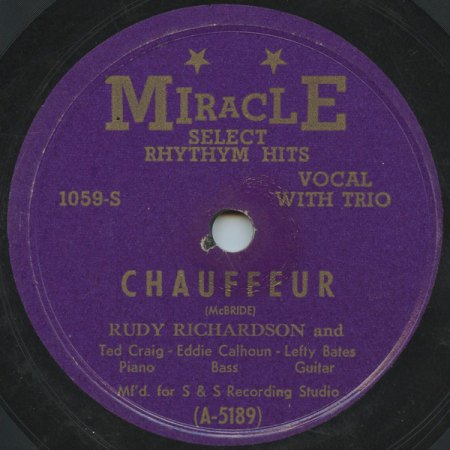 MIRACLE
SELECT
RHYTHYM HITS
1059-S
VOCAL
WITH TRIO
CHAUFFEUR
(McBRIDE)
RUDY RICHARDSON and
Ted Craig - Eddie Calhoun - Lefty Bates
Piano Bass Guitar
Mf'd. for S & S Recording Studio
(A-5189)